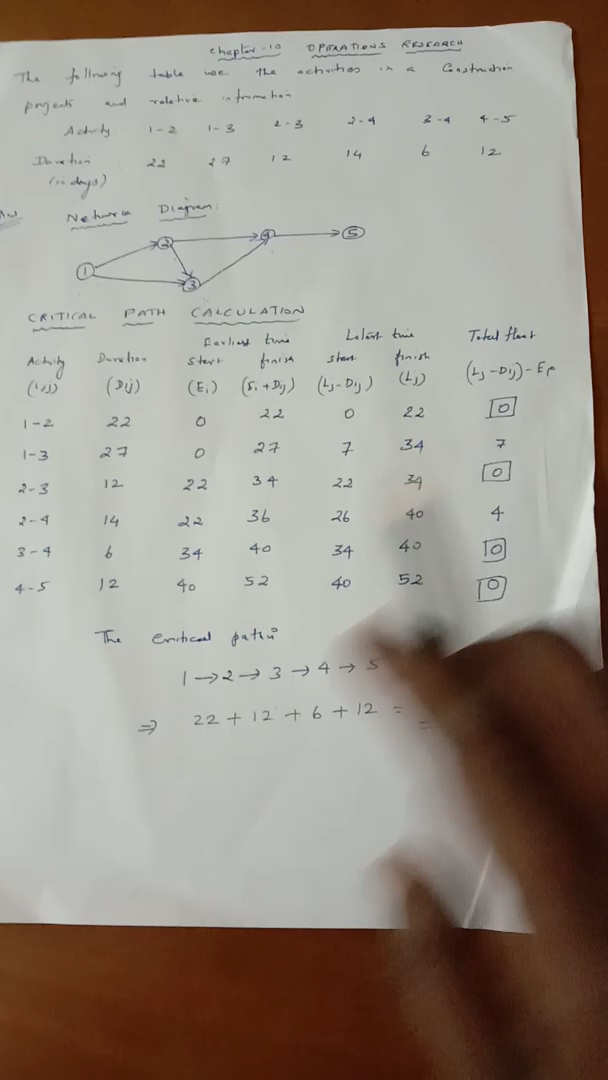 Chapter-10 OPERATIONS RESEARCH
The following table use the activities in a Construction
projects and relative information
Activity 1-2 1-3 2-3 2-4 3-4 4-5
Duration 22 27 12 14 6 12
(in days)
Network Diagram:
1 2 3 4 5
CRITICAL PATH CALCULATION
Earliest time Latest time Total float
Activity Duration start finish start finish
(i,j) (Dij) (Ei) (Ei + Dij) (Lj-Dij) (Lj) (Lj-Dij)-Ei
1-2 22 0 22 0 22 0
1-3 27 0 27 7 34 7
2-3 12 22 34 22 34 0
2-4 14 22 36 26 40 4
3-4 6 34 40 34 40 0
4-5 12 40 52 40 52 0
The critical path:
1 → 2 → 3 → 4 → 5
⇒ 22 + 12 + 6 + 12 =
=